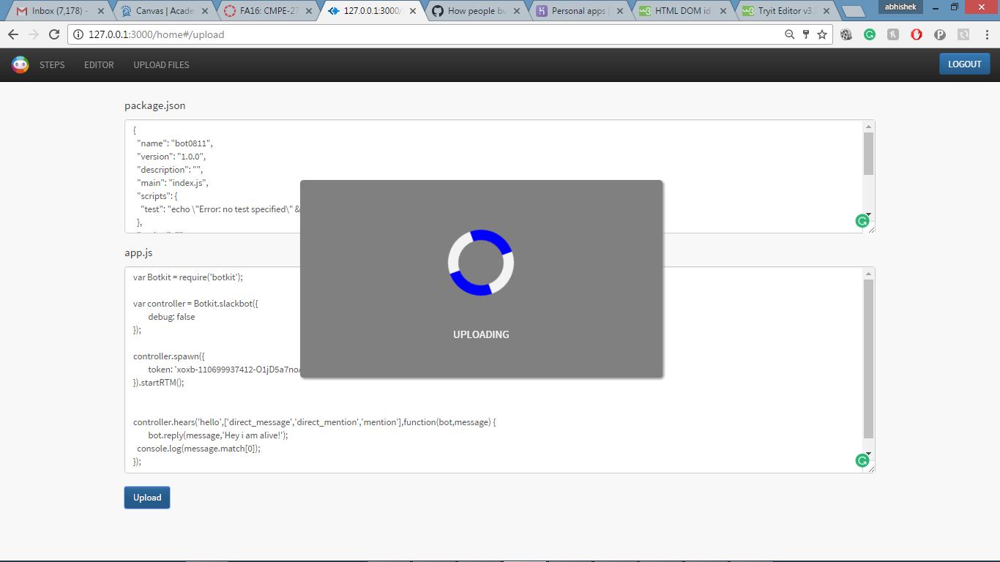 Inbox (7,178) -
Canvas | Acade
FA16: CMPE-27
127.0.0.1:3000/
How people bu
Personal apps |
HTML DOM id
Tryit Editor v3.
abhishek
127.0.0.1:3000/home#/upload
STEPS
EDITOR
UPLOAD FILES
LOGOUT
package.json
{
"name": "bot0811",
"version": "1.0.0",
"description": "",
"main": "index.js",
"scripts": {
"test": "echo \"Error: no test specified\" &
},
app.js
var Botkit = require('botkit');
var controller = Botkit.slackbot({
debug: false
});
controller.spawn({
token: 'xoxb-110699937412-O1jD5a7no
}).startRTM();
controller.hears('hello',['direct_message','direct_mention','mention'],function(bot,message) {
bot.reply(message,'Hey i am alive!');
console.log(message.match[0]);
});
UPLOADING
Upload